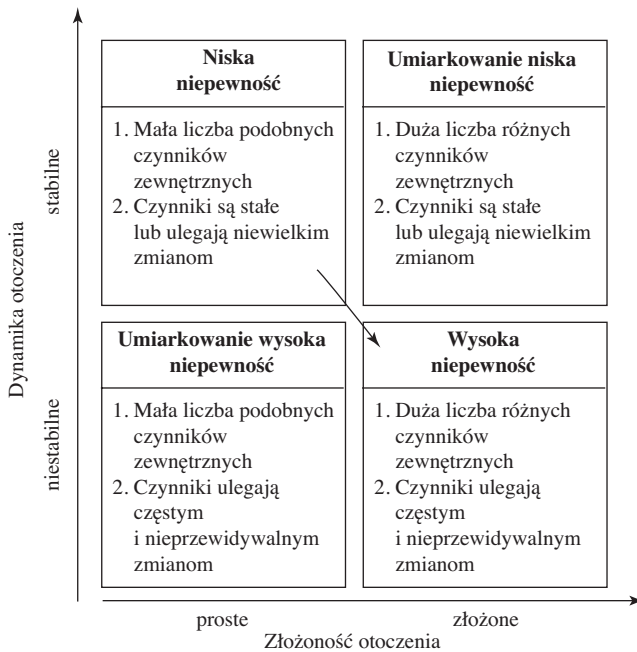 Niska
niepewność
1. Mała liczba podobnych
czynników
zewnętrznych
2. Czynniki są stałe
lub ulegają niewielkim
zmianom
Umiarkowanie niska
niepewność
1. Duża liczba różnych
czynników
zewnętrznych
2. Czynniki są stałe
lub ulegają niewielkim
zmianom
Umiarkowanie wysoka
niepewność
1. Mała liczba podobnych
czynników
zewnętrznych
2. Czynniki ulegają
częstym
i nieprzewidywalnym
zmianom
Wysoka
niepewność
1. Duża liczba różnych
czynników
zewnętrznych
2. Czynniki ulegają
częstym
i nieprzewidywalnym
zmianom
Dynamika otoczenia
stabilne
niestabilne
proste
złożone
Złożoność otoczenia